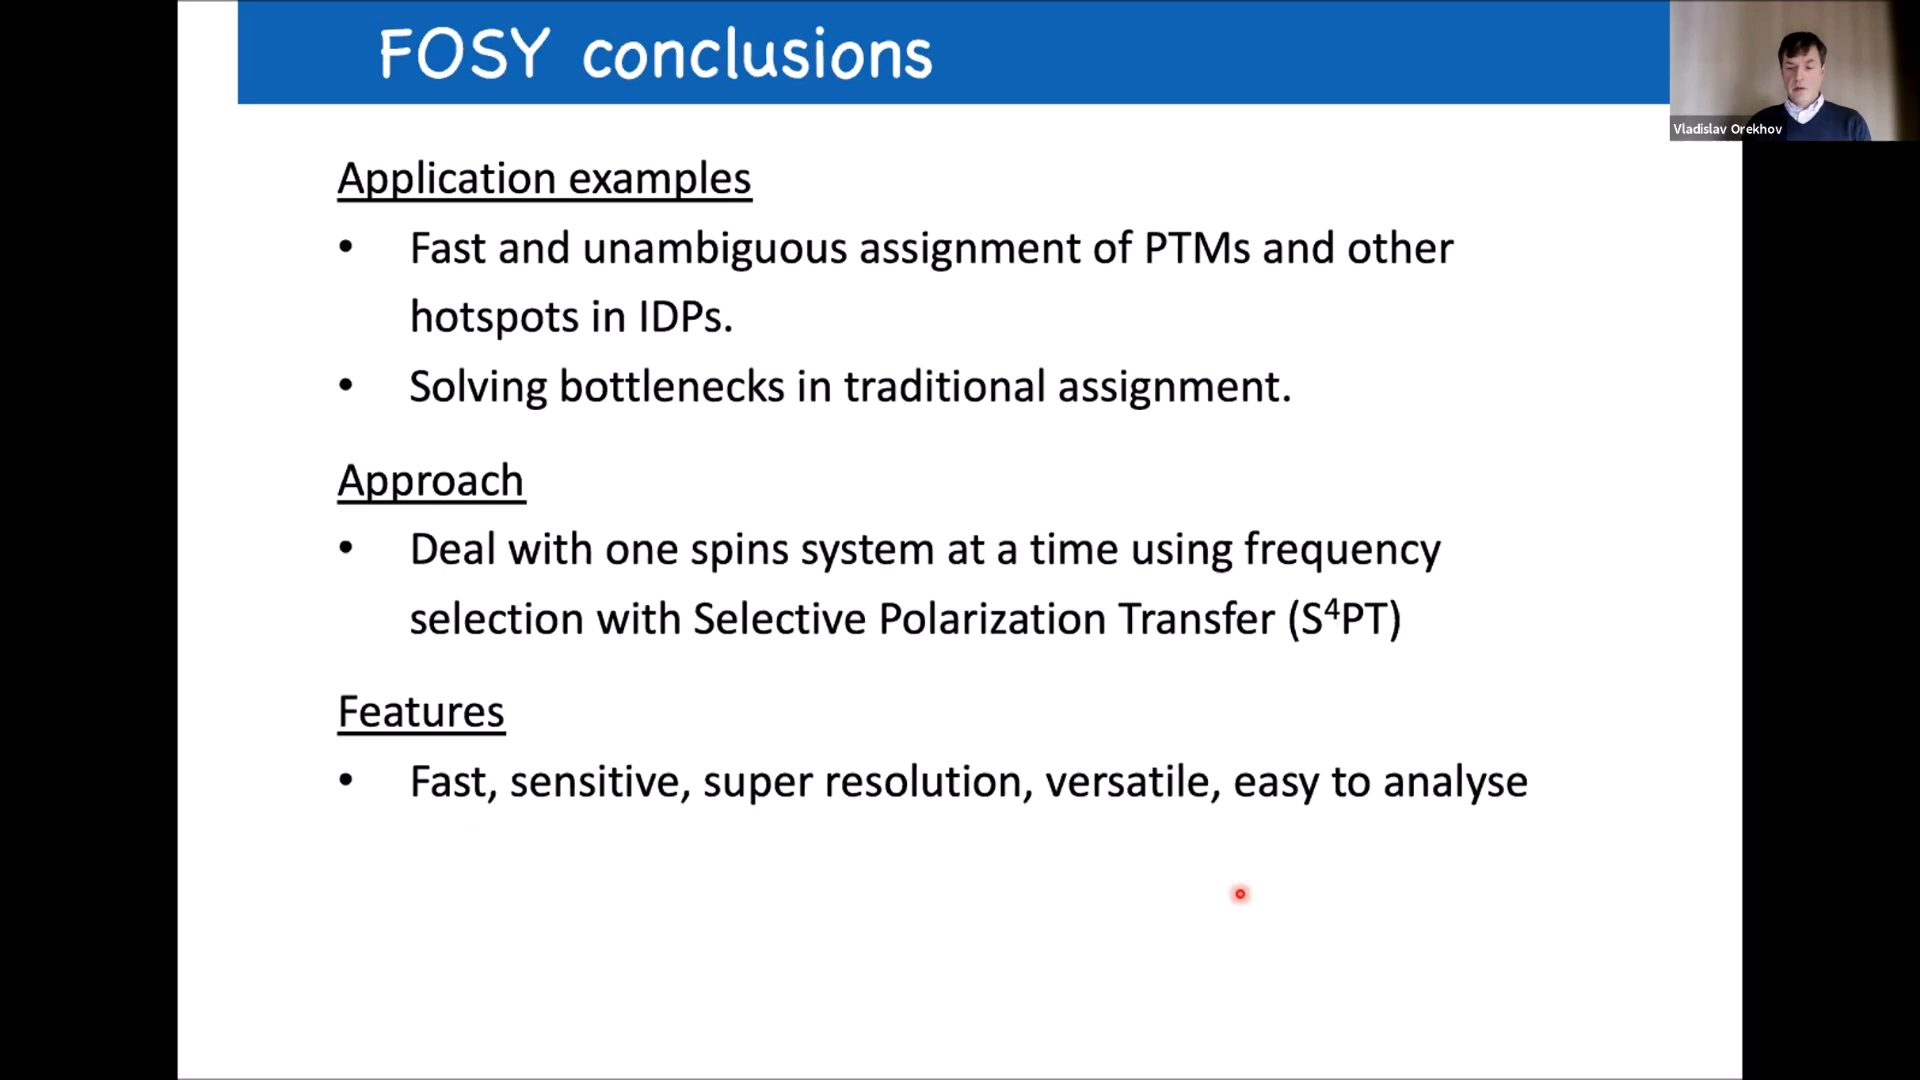 FOSY conclusions
Vladislav Orekhov
Application examples
• Fast and unambiguous assignment of PTMs and other
hotspots in IDPs.
• Solving bottlenecks in traditional assignment.
Approach
• Deal with one spins system at a time using frequency
selection with Selective Polarization Transfer (S⁴PT)
Features
• Fast, sensitive, super resolution, versatile, easy to analyse